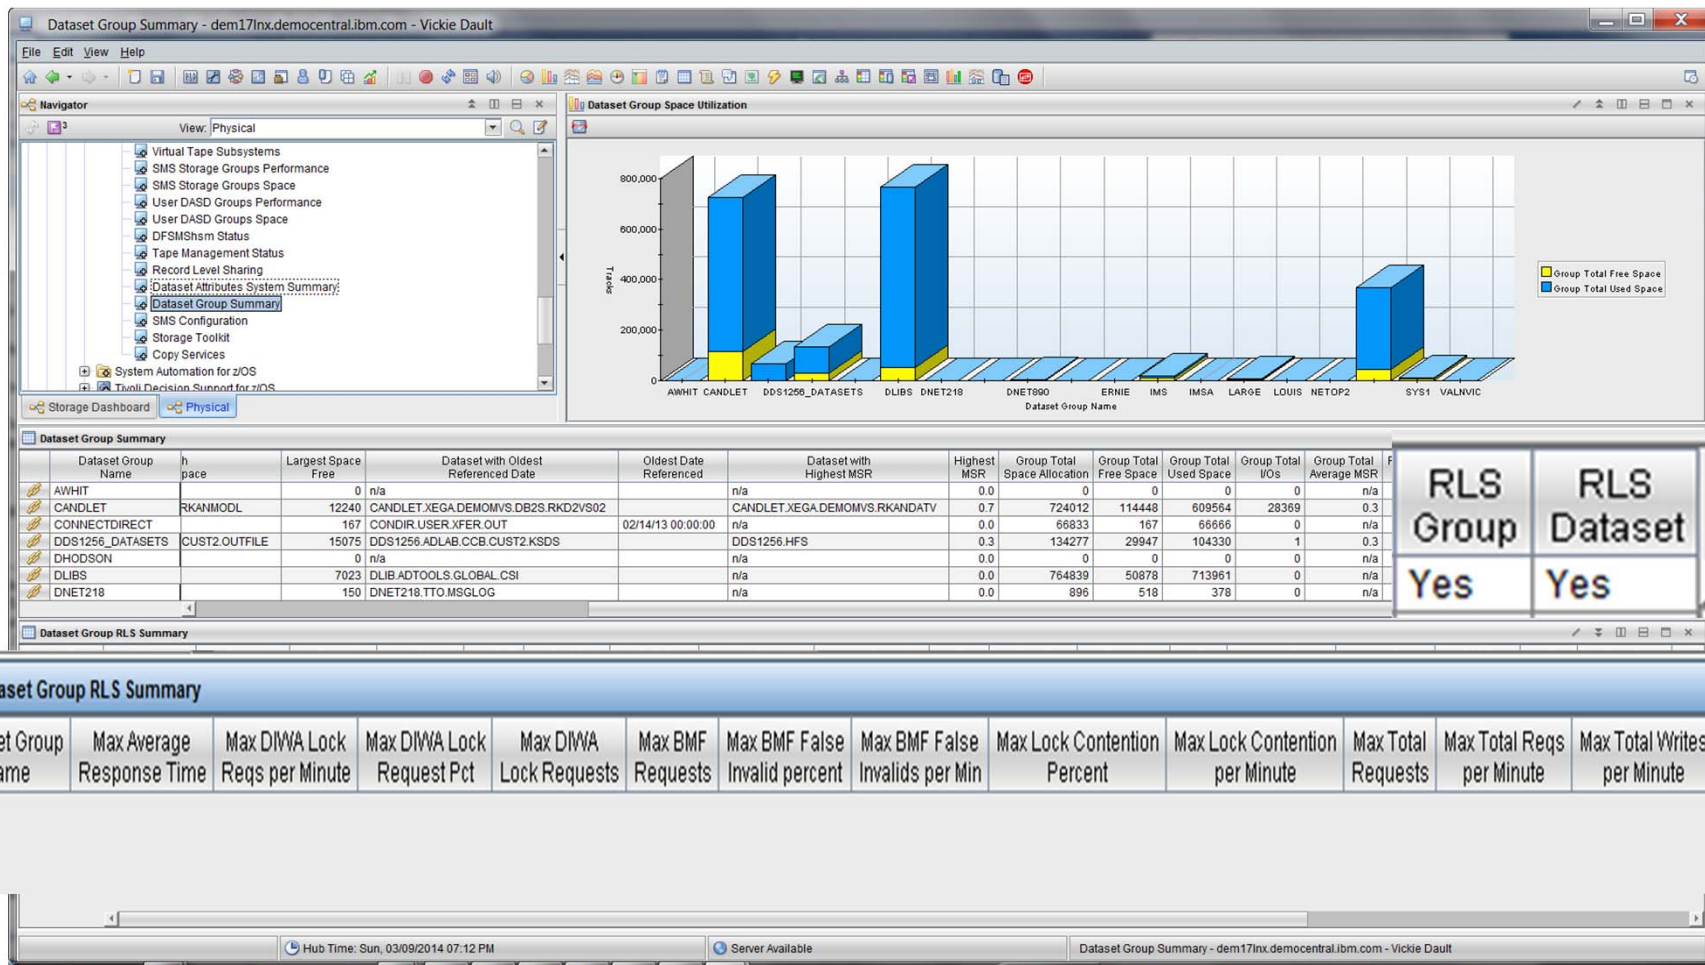 Dataset Group Summary - dem17lnx.democentral.ibm.com - Vickie Dault
File Edit View Help
Navigator
View: Physical
Virtual Tape Subsystems
SMS Storage Groups Performance
SMS Storage Groups Space
User DASD Groups Performance
User DASD Groups Space
DFSMShsm Status
Tape Management Status
Record Level Sharing
Dataset Attributes System Summary
Dataset Group Summary
SMS Configuration
Storage Toolkit
Copy Services
System Automation for z/OS
Tivoli Decision Support for z/OS
Storage Dashboard Physical
Dataset Group Space Utilization
800,000
600,000
400,000
200,000
0
Tracks
AWHIT CANDLET DDS1256_DATASETS DLIBS DNET218 DNET890 ERNIE IMS IMSA LARGE LOUIS NETOP2 SYS1 VALNVIC
Dataset Group Name
Group Total Free Space
Group Total Used Space
Dataset Group Summary
Dataset Group h Largest Space Dataset with Oldest Oldest Date Dataset with Highest Group Total Group Total Group Total Group Total Group Total
Name pace Free Referenced Date Referenced Highest MSR MSR Space Allocation Free Space Used Space I/Os Average MSR
AWHIT 0 n/a n/a 0.0 0 0 0 0 n/a
CANDLET RKANMODL 12240 CANDLET.XEGA.DEMOMVS.DB2S.RKD2VS02 CANDLET.XEGA.DEMOMVS.RKANDATV 0.7 724012 114448 609564 28369 0.3
CONNECTDIRECT 167 CONDIR.USER.XFER.OUT 02/14/13 00:00:00 n/a 0.0 66833 167 66666 0 n/a
DDS1256_DATASETS CUST2.OUTFILE 15075 DDS1256.ADLAB.CCB.CUST2.KSDS DDS1256.HFS 0.3 134277 29947 104330 1 0.3
DHODSON 0 n/a n/a 0.0 0 0 0 0 n/a
DLIBS 7023 DLIB.ADTOOLS.GLOBAL.CSI n/a 0.0 764839 50878 713961 0 n/a
DNET218 150 DNET218.TTO.MSGLOG n/a 0.0 896 518 378 0 n/a
RLS RLS
Group Dataset
Yes Yes
Dataset Group RLS Summary
aset Group RLS Summary
et Group Max Average Max DIWA Lock Max DIWA Lock Max DIWA Max BMF Max BMF False Max BMF False Max Lock Contention Max Lock Contention Max Total Max Total Reqs Max Total Writes
ame Response Time Reqs per Minute Request Pct Lock Requests Requests Invalid percent Invalids per Min Percent per Minute Requests per Minute per Minute
Hub Time: Sun, 03/09/2014 07:12 PM
Server Available
Dataset Group Summary - dem17lnx.democentral.ibm.com - Vickie Dault